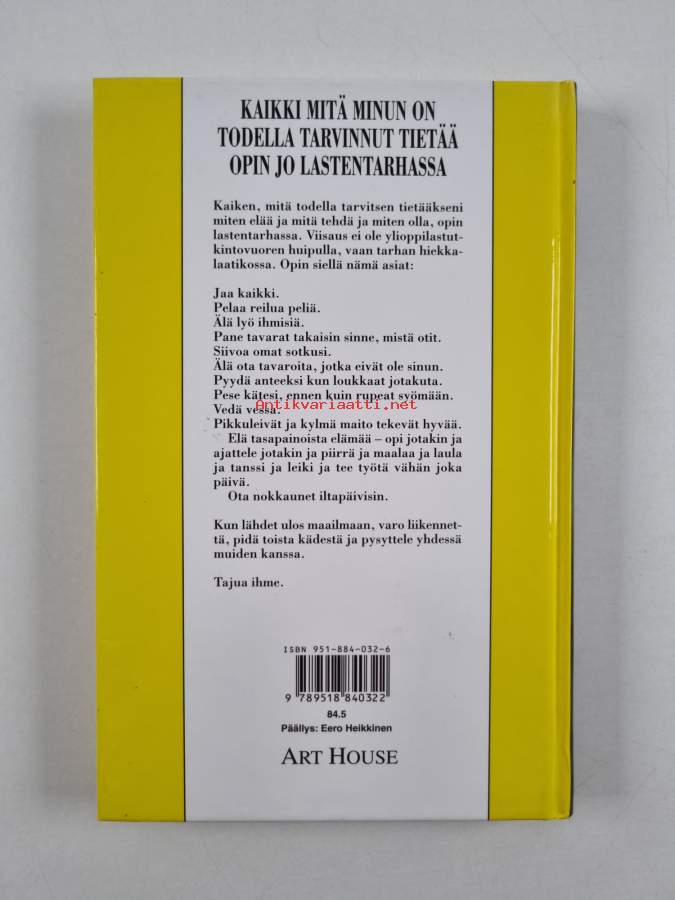 KAIKKI MITÄ MINUN ON
TODELLA TARVINNUT TIETÄÄ
OPIN JO LASTENTARHASSA
Kaiken, mitä todella tarvitsen tietääkseni
miten elää ja mitä tehdä ja miten olla, opin
lastentarhassa. Viisaus ei ole ylioppilastut-
kintovuoren huipulla, vaan tarhan hiekka-
laatikossa. Opin siellä nämä asiat:
Jaa kaikki.
Pelaa reilua peliä.
Älä lyö ihmisiä.
Pane tavarat takaisin sinne, mistä otit.
Siivoa omat sotkusi.
Älä ota tavaroita, jotka eivät ole sinun.
Pyydä anteeksi kun loukkaat jotakuta.
Pese kätesi, ennen kuin rupeat syömään.
Antikvariaatti.net
Vedä vessa.
Pikkuleivät ja kylmä maito tekevät hyvää.
Elä tasapainoista elämää – opi jotakin ja
ajattele jotakin ja piirrä ja maalaa ja laula
ja tanssi ja leiki ja tee työtä vähän joka
päivä.
Ota nokkaunet iltapäivisin.
Kun lähdet ulos maailmaan, varo liikennet-
tä, pidä toista kädestä ja pysyttele yhdessä
muiden kanssa.
Tajua ihme.
ISBN 951-884-032-6
9 789518 840322
84.5
Päällys: Eero Heikkinen
ART HOUSE